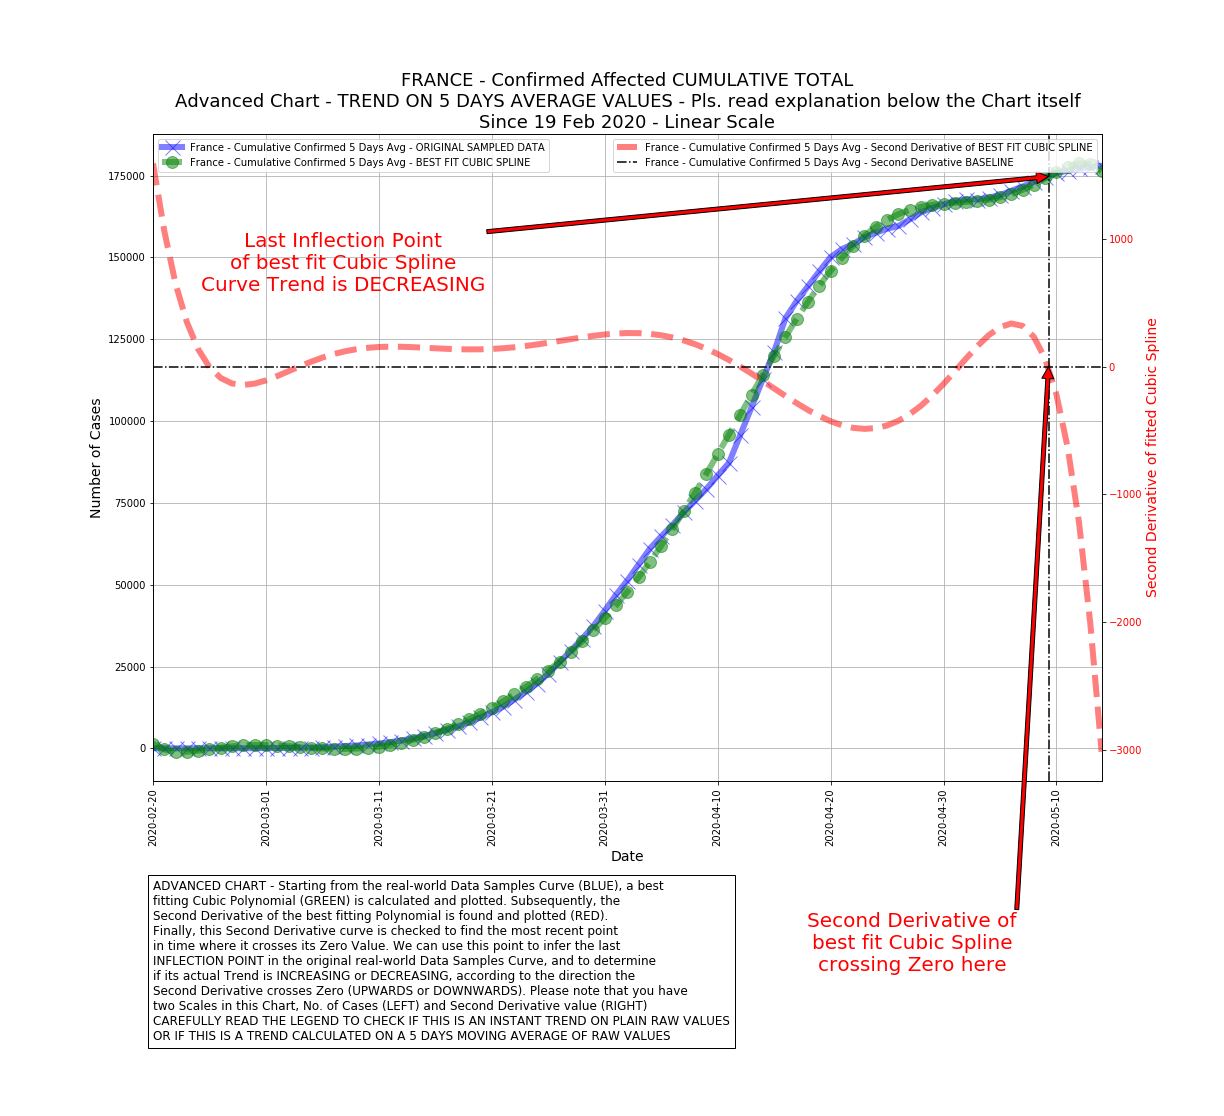 FRANCE - Confirmed Affected CUMULATIVE TOTAL
Advanced Chart - TREND ON 5 DAYS AVERAGE VALUES - Pls. read explanation below the Chart itself
Since 19 Feb 2020 - Linear Scale
France - Cumulative Confirmed 5 Days Avg - ORIGINAL SAMPLED DATA
France - Cumulative Confirmed 5 Days Avg - BEST FIT CUBIC SPLINE
France - Cumulative Confirmed 5 Days Avg - Second Derivative of BEST FIT CUBIC SPLINE
France - Cumulative Confirmed 5 Days Avg - Second Derivative BASELINE
Last Inflection Point
of best fit Cubic Spline
Curve Trend is DECREASING
Number of Cases
175000
150000
125000
100000
75000
50000
25000
0
1000
0
−1000
−2000
−3000
Second Derivative of fitted Cubic Spline
2020-02-20
2020-03-01
2020-03-11
2020-03-21
2020-03-31
2020-04-10
2020-04-20
2020-04-30
2020-05-10
Date
ADVANCED CHART - Starting from the real-world Data Samples Curve (BLUE), a best
fitting Cubic Polynomial (GREEN) is calculated and plotted. Subsequently, the
Second Derivative of the best fitting Polynomial is found and plotted (RED).
Finally, this Second Derivative curve is checked to find the most recent point
in time where it crosses its Zero Value. We can use this point to infer the last
INFLECTION POINT in the original real-world Data Samples Curve, and to determine
if its actual Trend is INCREASING or DECREASING, according to the direction the
Second Derivative crosses Zero (UPWARDS or DOWNWARDS). Please note that you have
two Scales in this Chart, No. of Cases (LEFT) and Second Derivative value (RIGHT)
CAREFULLY READ THE LEGEND TO CHECK IF THIS IS AN INSTANT TREND ON PLAIN RAW VALUES
OR IF THIS IS A TREND CALCULATED ON A 5 DAYS MOVING AVERAGE OF RAW VALUES
Second Derivative of
best fit Cubic Spline
crossing Zero here